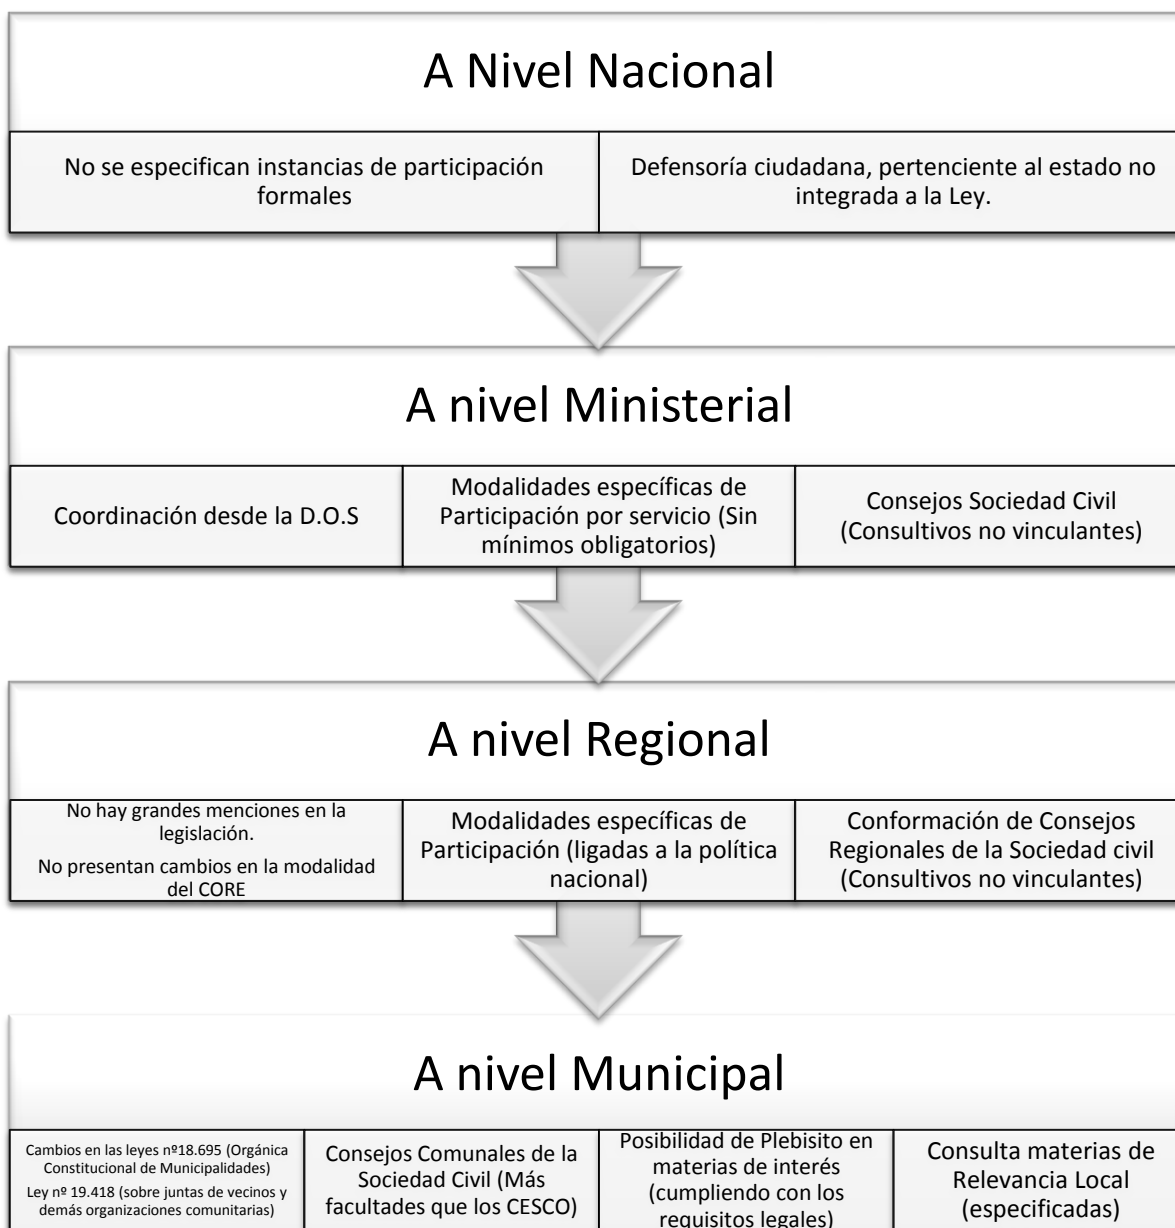 A Nivel Nacional
No se especifican instancias de participación
formales
Defensoría ciudadana, pertenciente al estado no
integrada a la Ley.
A nivel Ministerial
Coordinación desde la D.O.S
Modalidades específicas de
Participación por servicio (Sin
mínimos obligatorios)
Consejos Sociedad Civil
(Consultivos no vinculantes)
A nivel Regional
No hay grandes menciones en la
legislación.
No presentan cambios en la modalidad
del CORE
Modalidades específicas de
Participación (ligadas a la política
nacional)
Conformación de Consejos
Regionales de la Sociedad civil
(Consultivos no vinculantes)
A nivel Municipal
Cambios en las leyes nº18.695 (Orgánica
Constitucional de Municipalidades)
Ley nº 19.418 (sobre juntas de vecinos y
demás organizaciones comunitarias)
Consejos Comunales de la
Sociedad Civil (Más
facultades que los CESCO)
Posibilidad de Plebisito en
materias de interés
(cumpliendo con los
requisitos legales)
Consulta materias de
Relevancia Local
(especificadas)